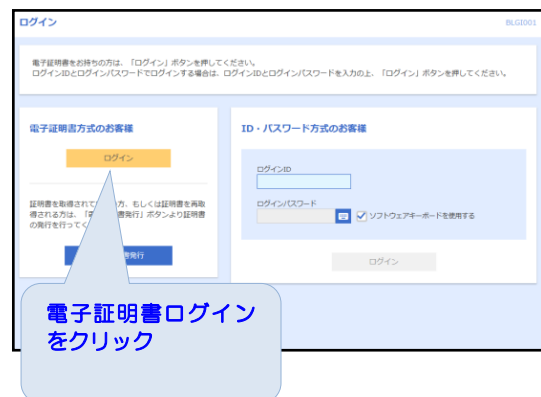 ログイン
BLGI001
電子証明書をお持ちの方は、「ログイン」ボタンを押してください。
ログインIDとログインパスワードでログインする場合は、ログインIDとログインパスワードを入力の上、「ログイン」ボタンを押してください。
電子証明書方式のお客様
ログイン
証明書を取得されて 方、もしくは証明書を再取
得される方は、「 書発行」ボタンより証明書
の発行を行ってく
書発行
ID・パスワード方式のお客様
ログインID
ログインパスワード
ソフトウェアキーボードを使用する
ログイン
電子証明書ログイン
をクリック